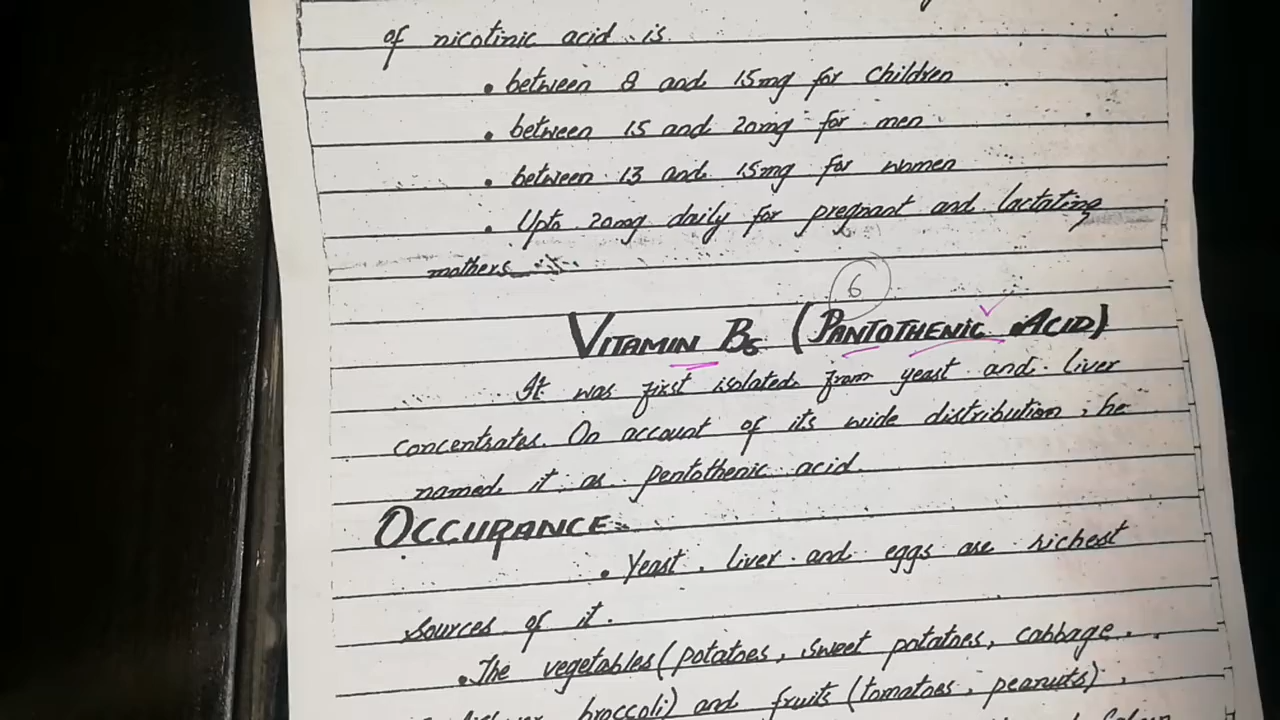 of nicotinic acid is
• between 8 and 15mg for children
• between 15 and 20mg for men
• between 13 and 15mg for women
• Upto 20mg daily for pregnant and lactating
mothers
6
VITAMIN B5 (PANTOTHENIC ACID)
It was first isolated from yeast and liver
concentrates. On account of its wide distribution, he
named it as pentothenic acid.
OCCURANCE
• Yeast, liver and eggs are richest
sources of it.
• The vegetables (potatoes, sweet potatoes, cabbage,
broccoli) and fruits (tomatoes, peanuts),